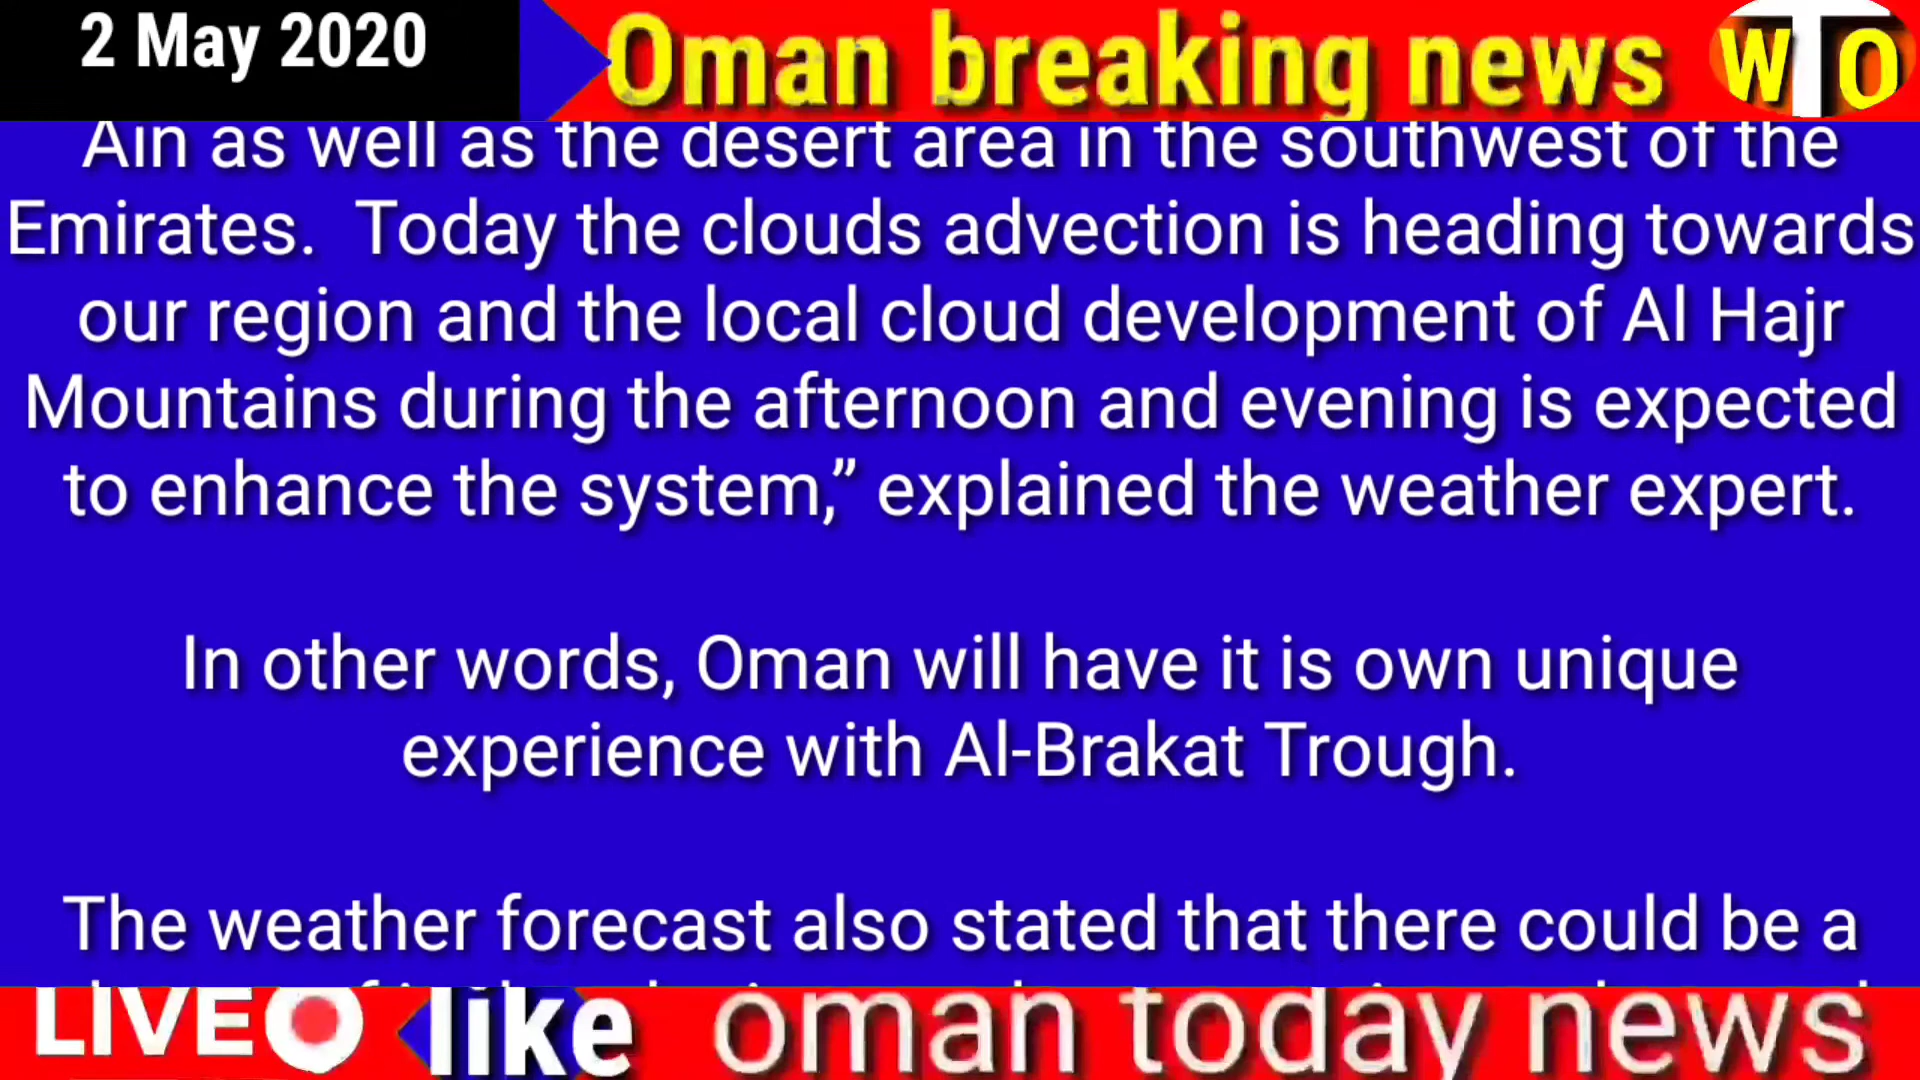 2 May 2020
Oman breaking news
WTO
Ain as well as the desert area in the southwest of the
Emirates. Today the clouds advection is heading towards
our region and the local cloud development of Al Hajr
Mountains during the afternoon and evening is expected
to enhance the system,” explained the weather expert.
In other words, Oman will have it is own unique
experience with Al-Brakat Trough.
The weather forecast also stated that there could be a
LIVE
like
oman today news